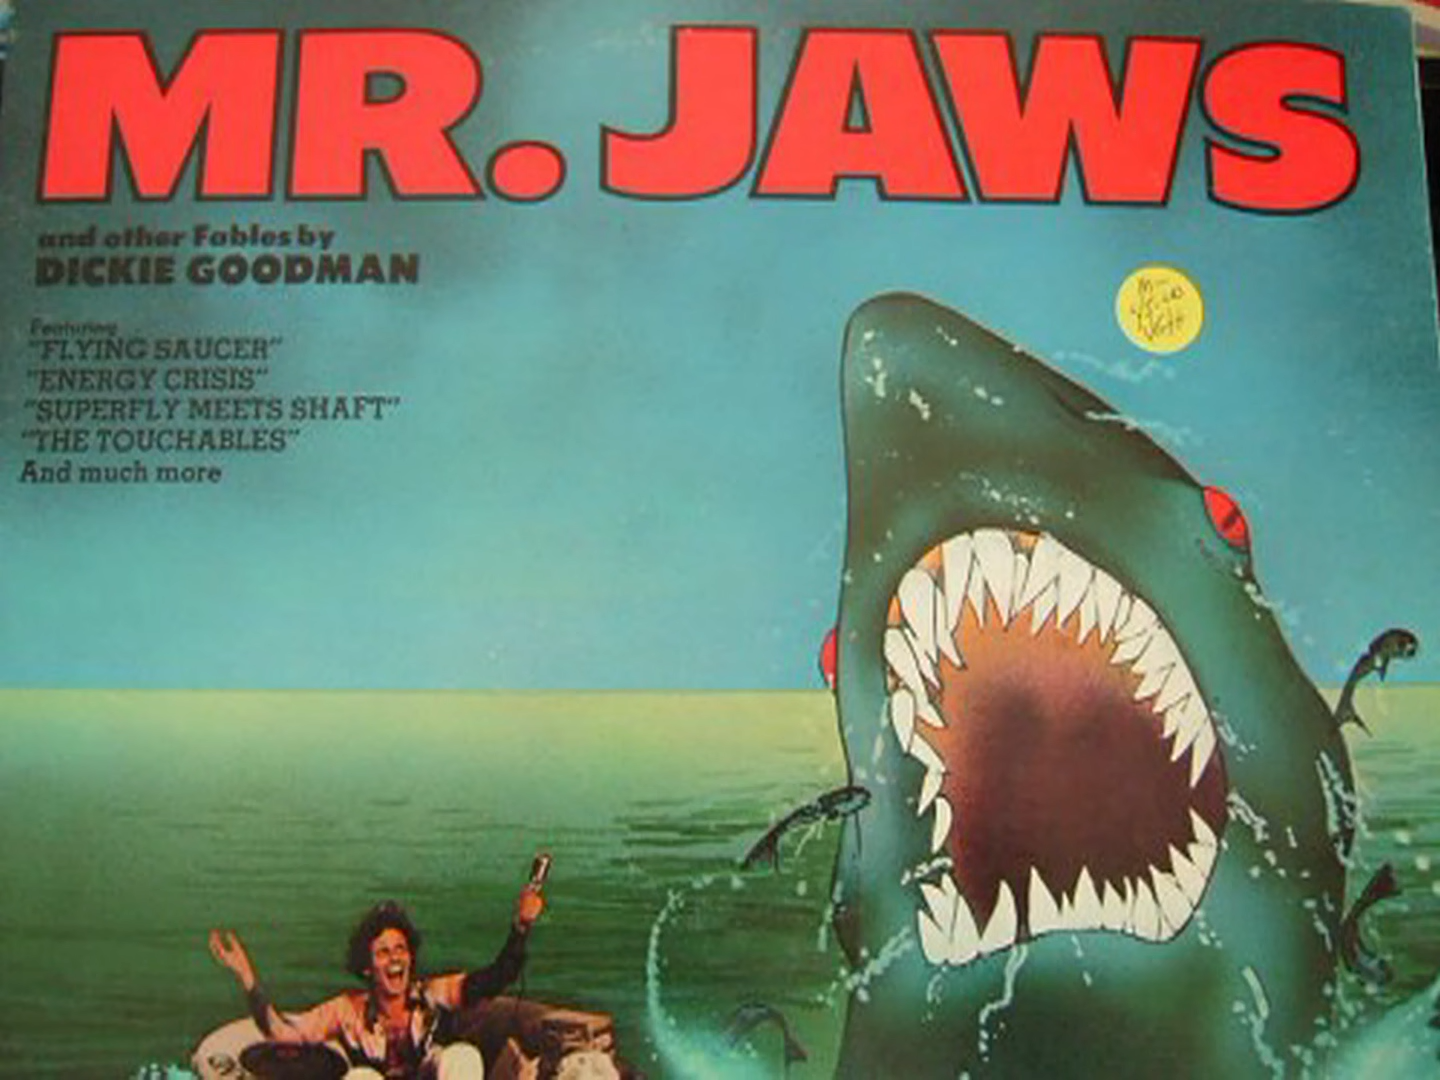 MR. JAWS
and other Fables by
DICKIE GOODMAN
Featuring
"FLYING SAUCER"
"ENERGY CRISIS"
"SUPERFLY MEETS SHAFT"
"THE TOUCHABLES"
And much more